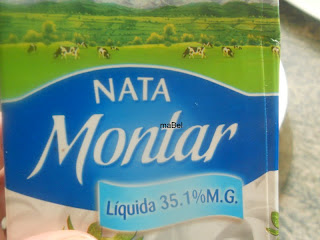 NATA
maBel
Montar
Líquida 35.1%M.G.